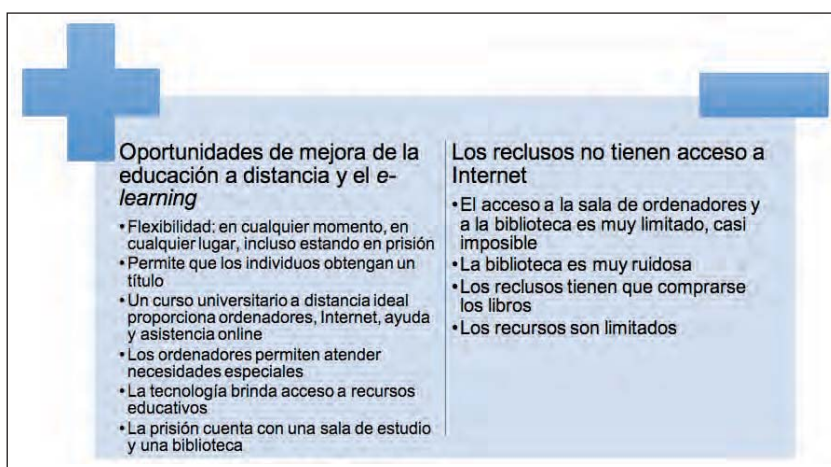 Oportunidades de mejora de la
educación a distancia y el e-
learning
• Flexibilidad: en cualquier momento, en
cualquier lugar, incluso estando en prisión
• Permite que los individuos obtengan un
título
• Un curso universitario a distancia ideal
proporciona ordenadores, Internet, ayuda
y asistencia online
• Los ordenadores permiten atender
necesidades especiales
• La tecnología brinda acceso a recursos
educativos
• La prisión cuenta con una sala de estudio
y una biblioteca
Los reclusos no tienen acceso a
Internet
• El acceso a la sala de ordenadores y
a la biblioteca es muy limitado, casi
imposible
• La biblioteca es muy ruidosa
• Los reclusos tienen que comprarse
los libros
• Los recursos son limitados